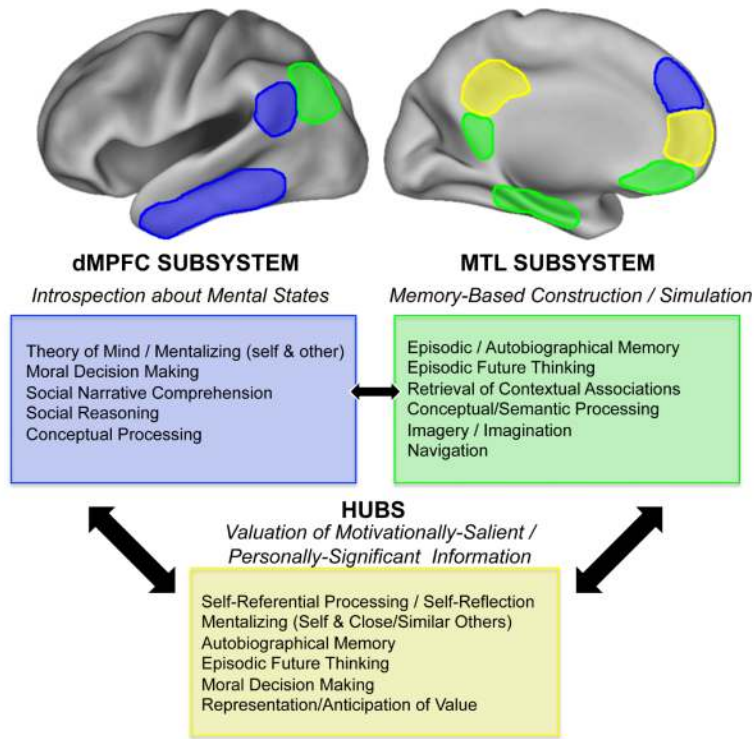 dMPFC SUBSYSTEM
Introspection about Mental States
Theory of Mind / Mentalizing (self & other)
Moral Decision Making
Social Narrative Comprehension
Social Reasoning
Conceptual Processing
MTL SUBSYSTEM
Memory-Based Construction / Simulation
Episodic / Autobiographical Memory
Episodic Future Thinking
Retrieval of Contextual Associations
Conceptual/Semantic Processing
Imagery / Imagination
Navigation
HUBS
Valuation of Motivationally-Salient /
Personally-Significant Information
Self-Referential Processing / Self-Reflection
Mentalizing (Self & Close/Similar Others)
Autobiographical Memory
Episodic Future Thinking
Moral Decision Making
Representation/Anticipation of Value